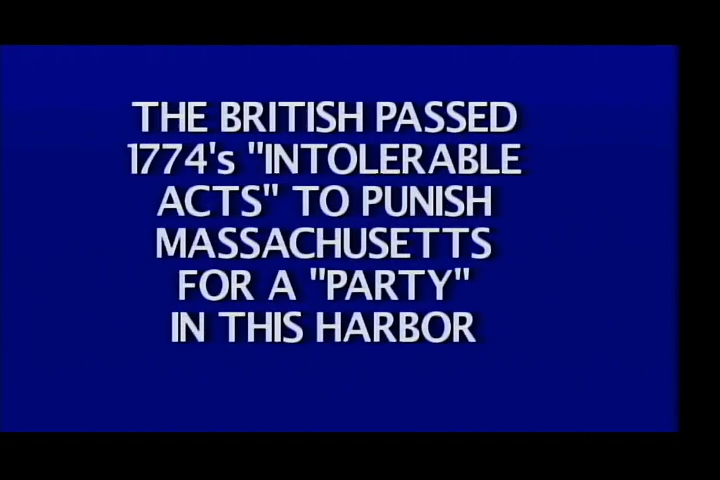 THE BRITISH PASSED
1774's "INTOLERABLE
ACTS" TO PUNISH
MASSACHUSETTS
FOR A "PARTY"
IN THIS HARBOR